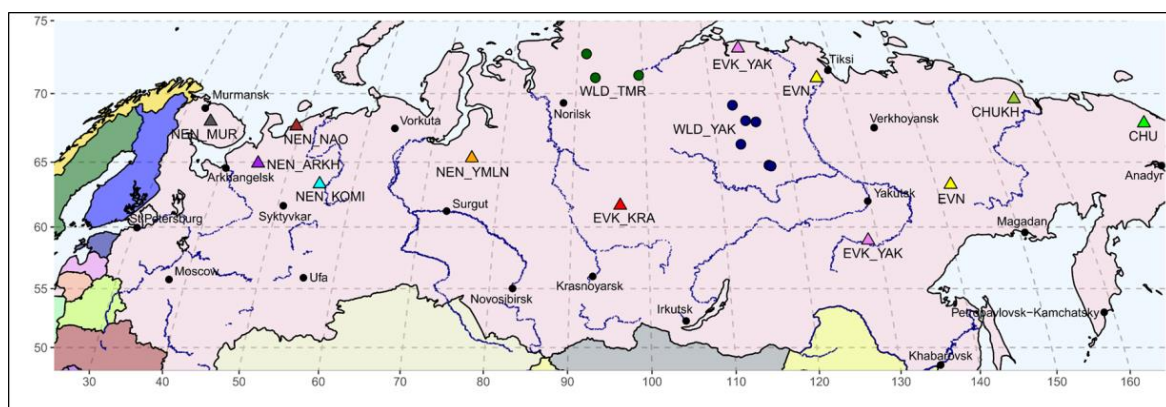 75
EVK_YAK
Tiksi
Murmansk
WLD_TMR
EVN
70
Norilsk
CHUKH
NEN_MUR
NEN_NAO
Vorkuta
WLD_YAK
Verkhoyansk
CHU
65
NEN_ARKH
NEN_YMLN
Arkhangelsk
Anadyr
NEN_KOMI
Yakutsk
EVN
Syktyvkar
Surgut
EVK_KRA
60
St.Petersburg
Magadan
EVK_YAK
Moscow
Ufa
Krasnoyarsk
55
Novosibirsk
Irkutsk
Petropavlovsk−Kamchatsky
50
Khabarovsk
30 40 50 60 70 80 90 100 110 120 130 140 150 160